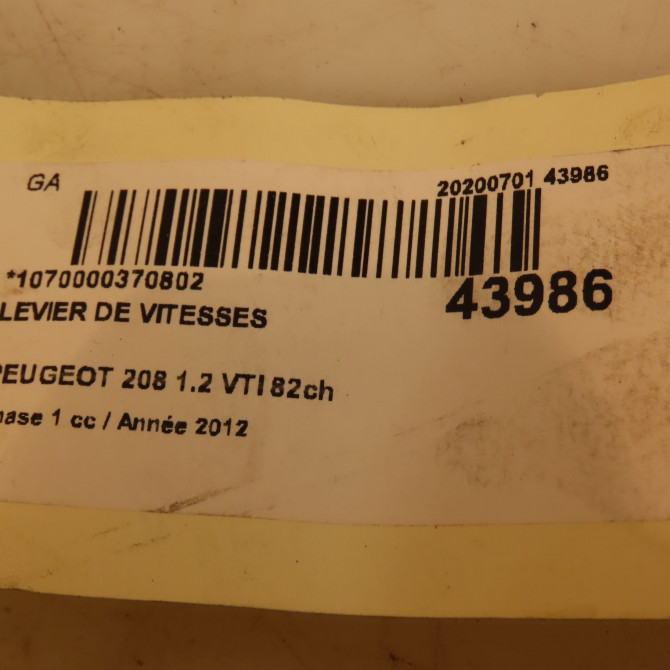 GA
20200701 43986
*1070000370802
43986
LEVIER DE VITESSES
PEUGEOT 208 1.2 VTI 82ch
hase 1 cc / Année 2012